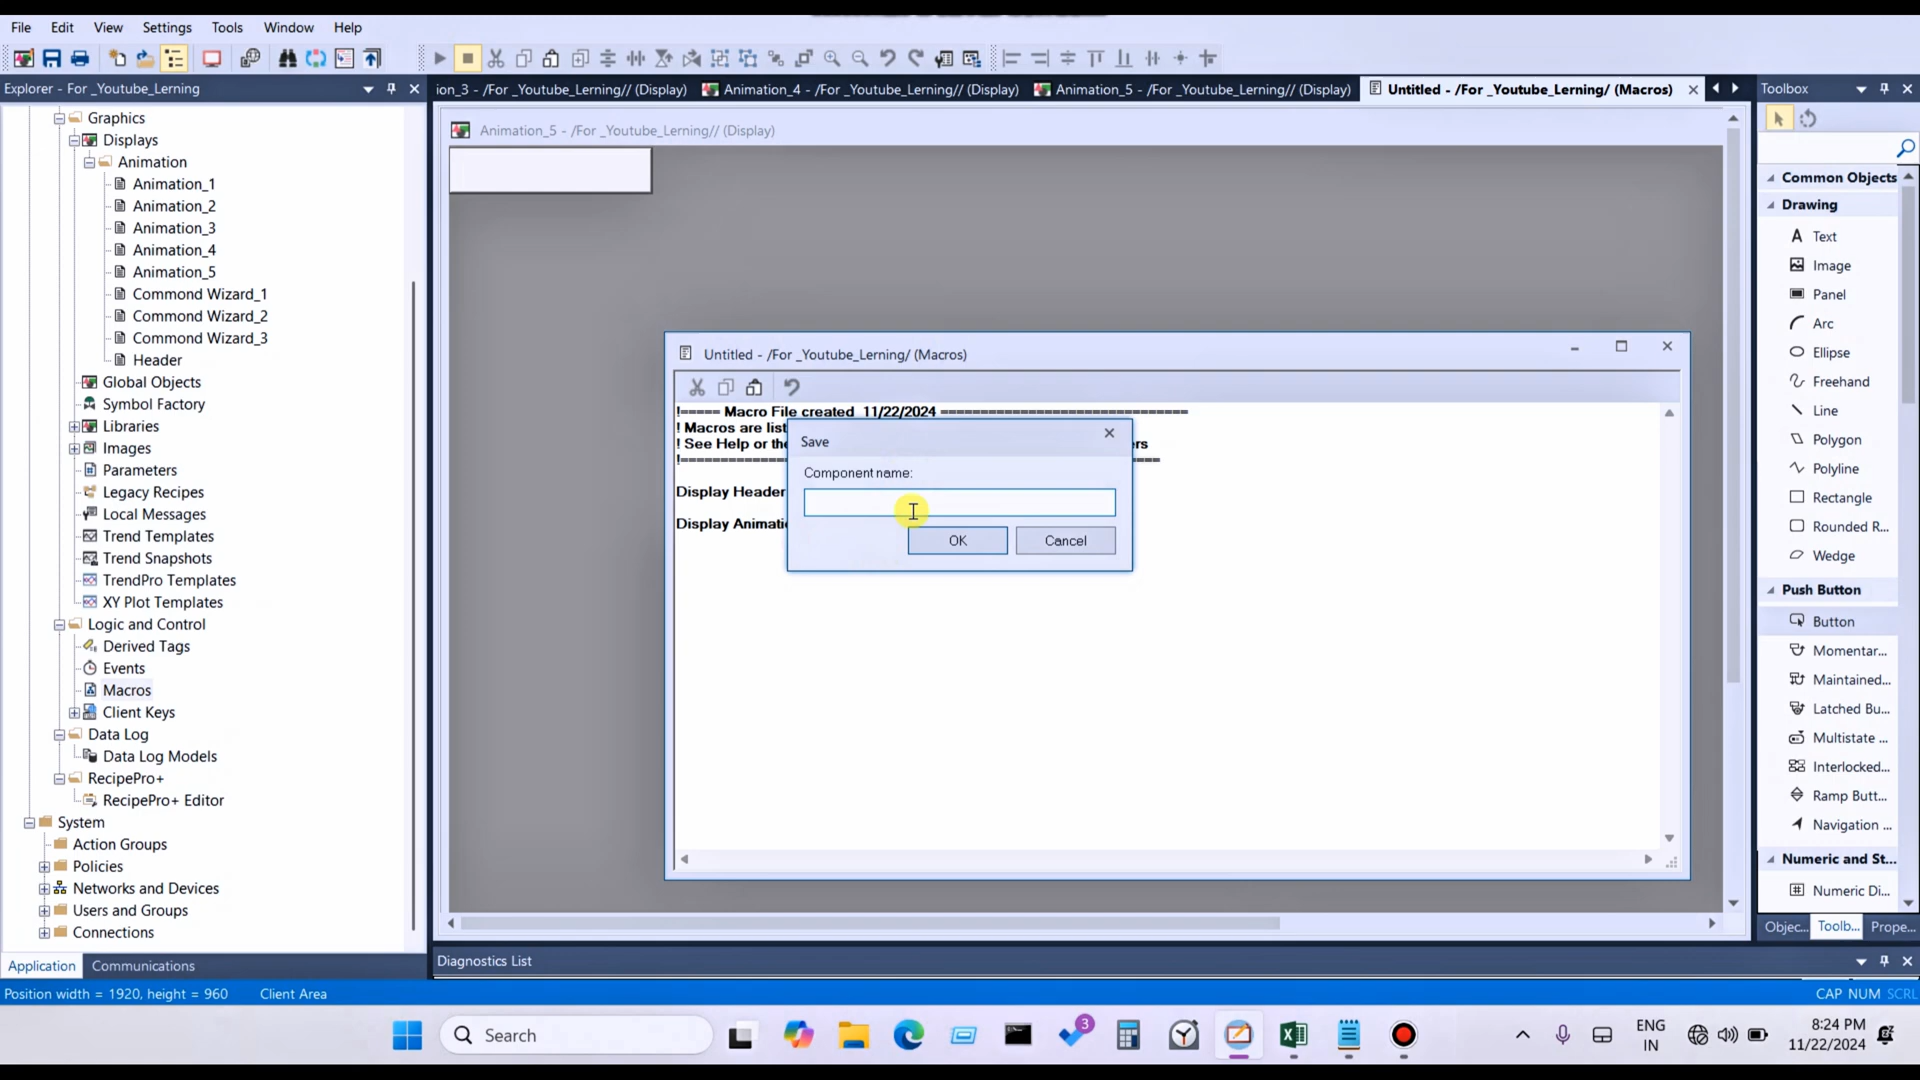 File Edit View Settings Tools Window Help
Explorer - For _Youtube_Lerning
ion_3 - /For _Youtube_Lerning// (Display)
Animation_4 - /For _Youtube_Lerning// (Display)
Animation_5 - /For _Youtube_Lerning// (Display)
Untitled - /For _Youtube_Lerning/ (Macros)
Toolbox
Graphics
Displays
Animation
Animation_1
Animation_2
Animation_3
Animation_4
Animation_5
Commond Wizard_1
Commond Wizard_2
Commond Wizard_3
Header
Global Objects
Symbol Factory
Libraries
Images
Parameters
Legacy Recipes
Local Messages
Trend Templates
Trend Snapshots
TrendPro Templates
XY Plot Templates
Logic and Control
Derived Tags
Events
Macros
Client Keys
Data Log
Data Log Models
RecipePro+
RecipePro+ Editor
System
Action Groups
Policies
Networks and Devices
Users and Groups
Connections
Application Communications
Animation_5 - /For _Youtube_Lerning// (Display)
Untitled - /For _Youtube_Lerning/ (Macros)
!===== Macro File created 11/22/2024 ===============================
! Macros are list
! See Help or the
rs
Display Header
Display Animati
Save
Component name:
OK
Cancel
Common Objects
Drawing
Text
Image
Panel
Arc
Ellipse
Freehand
Line
Polygon
Polyline
Rectangle
Rounded R...
Wedge
Push Button
Button
Momentar...
Maintained...
Latched Bu...
Multistate ...
Interlocked...
Ramp Butt...
Navigation ...
Numeric and St...
Numeric Di...
Objec... Toolb... Prope...
Diagnostics List
Position width = 1920, height = 960 Client Area
CAP NUM SCRL
Search
3
ENG
IN
8:24 PM
11/22/2024